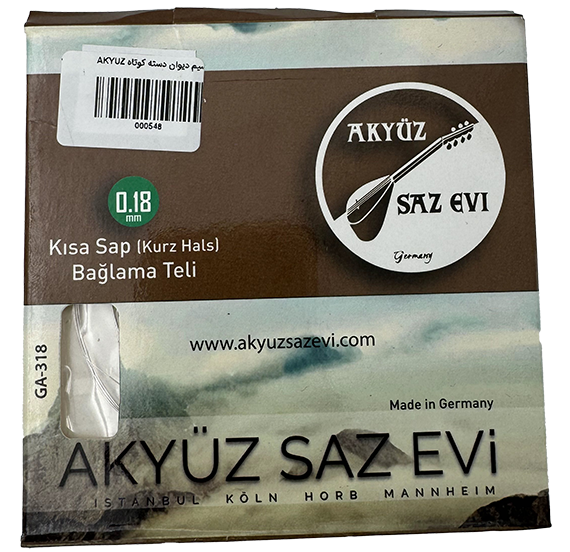 سیم دیوان دسته کوتاه AKYUZ
000548
AKYÜZ
SAZ EVI
Germany
0.18
mm
Kısa Sap (Kurz Hals)
Bağlama Teli
GA-318
www.akyuzsazevi.com
Made in Germany
AKYÜZ SAZ EVi
ISTANBUL KÖLN HORB MANNHEIM